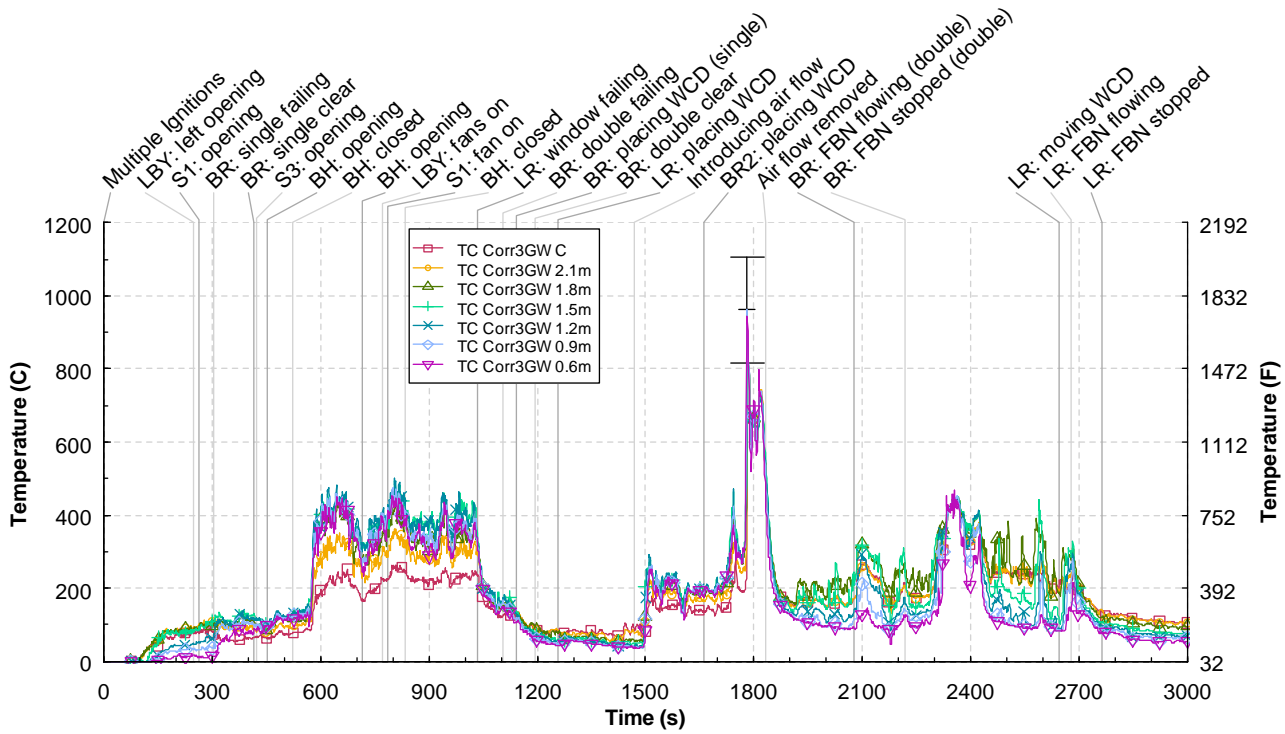 Multiple Ignitions
LBY: left opening
S1: opening
BR: single failing
BR: single clear
S3: opening
BH: opening
BH: closed
BH: opening
LBY: fans on
S1: fan on
BH: closed
LR: window failing
BR: double failing
BR: placing WCD (single)
BR: double clear
LR: placing WCD
Introducing air flow
BR2: placing WCD
Air flow removed
BR: FBN flowing (double)
BR: FBN stopped (double)
LR: moving WCD
LR: FBN flowing
LR: FBN stopped
1200
1000
800
600
400
200
0
Temperature (C)
TC Corr3GW C
TC Corr3GW 2.1m
TC Corr3GW 1.8m
TC Corr3GW 1.5m
TC Corr3GW 1.2m
TC Corr3GW 0.9m
TC Corr3GW 0.6m
2192
1832
1472
1112
752
392
32
Temperature (F)
0 300 600 900 1200 1500 1800 2100 2400 2700 3000
Time (s)